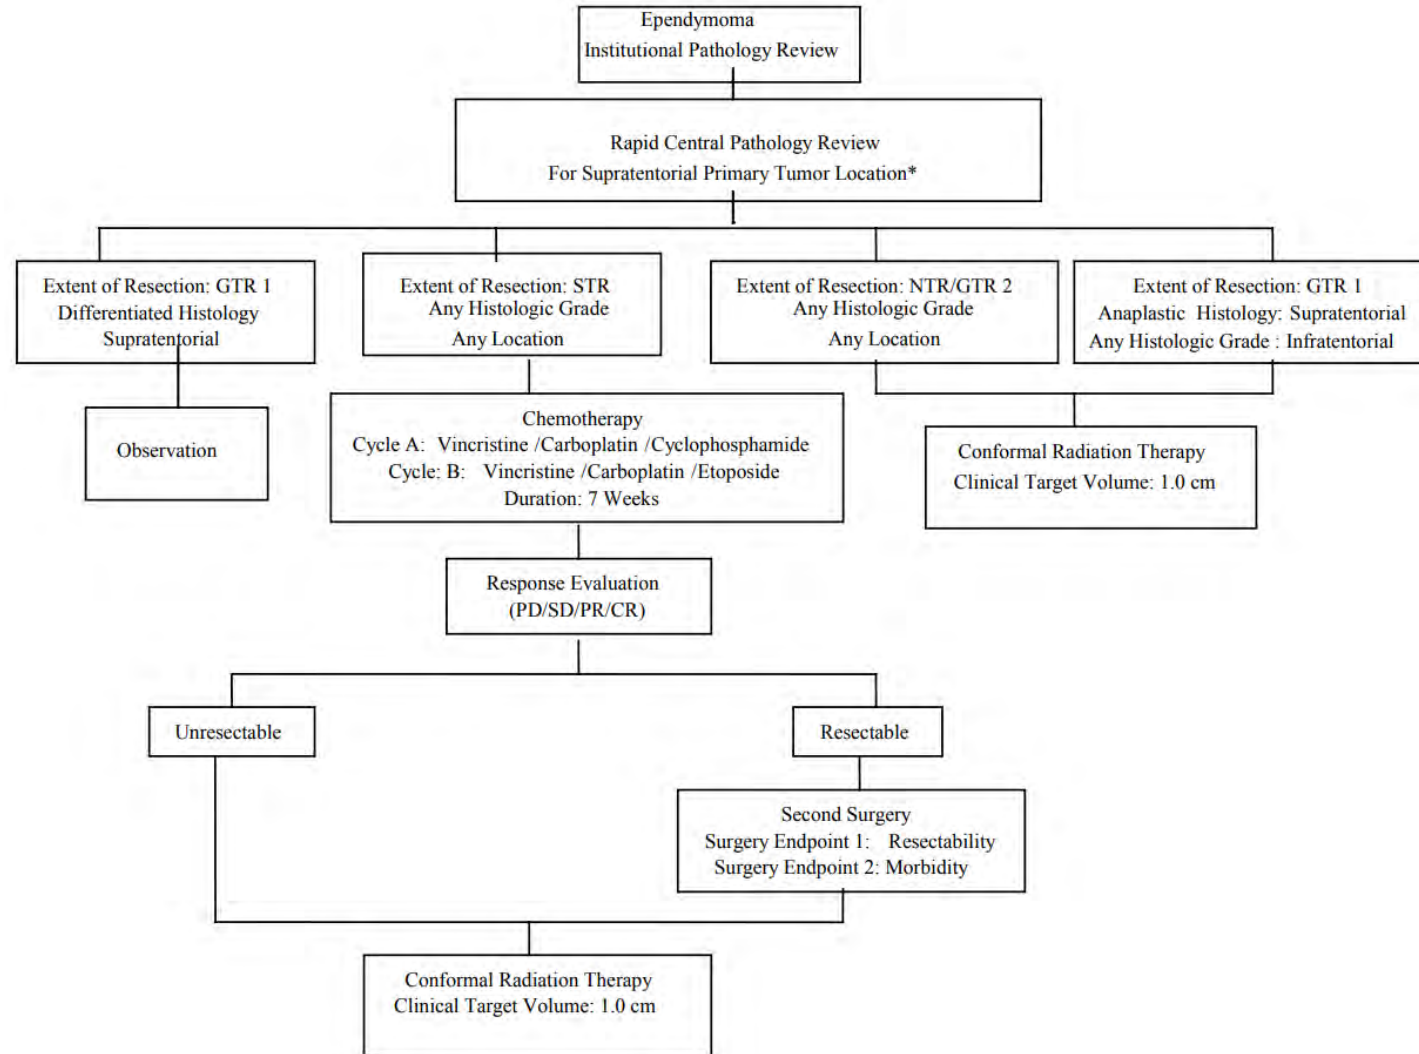 Ependymoma
Institutional Pathology Review
Rapid Central Pathology Review
For Supratentorial Primary Tumor Location*
Extent of Resection: GTR 1
Differentiated Histology
Supratentorial
Extent of Resection: STR
Any Histologic Grade
Any Location
Extent of Resection: NTR/GTR 2
Any Histologic Grade
Any Location
Extent of Resection: GTR 1
Anaplastic Histology: Supratentorial
Any Histologic Grade : Infratentorial
Observation
Chemotherapy
Cycle A: Vincristine /Carboplatin /Cyclophosphamide
Cycle: B: Vincristine /Carboplatin /Etoposide
Duration: 7 Weeks
Conformal Radiation Therapy
Clinical Target Volume: 1.0 cm
Response Evaluation
(PD/SD/PR/CR)
Unresectable
Resectable
Second Surgery
Surgery Endpoint 1: Resectability
Surgery Endpoint 2: Morbidity
Conformal Radiation Therapy
Clinical Target Volume: 1.0 cm